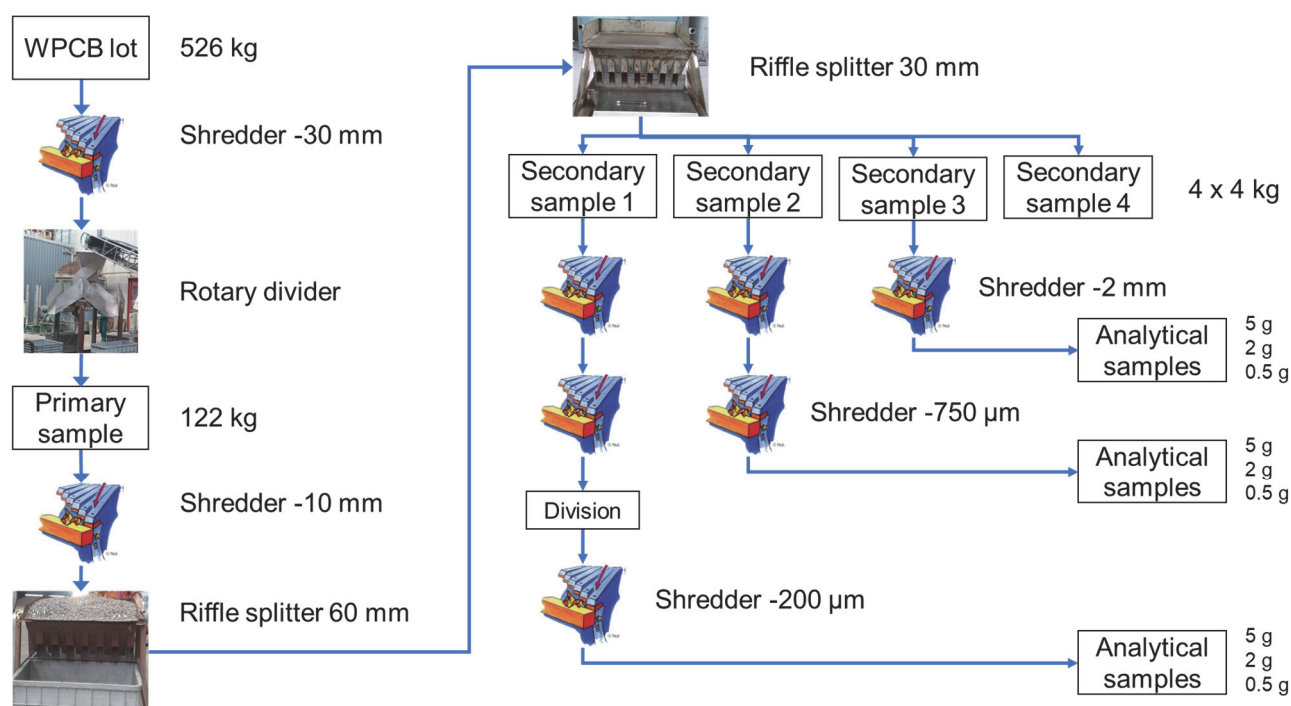 WPCB lot
526 kg
Shredder -30 mm
Rotary divider
Primary
sample
122 kg
Shredder -10 mm
Riffle splitter 60 mm
Riffle splitter 30 mm
Secondary
sample 1
Secondary
sample 2
Secondary
sample 3
Secondary
sample 4
4 x 4 kg
Shredder -2 mm
Analytical
samples
5 g
2 g
0.5 g
Shredder -750 µm
Analytical
samples
5 g
2 g
0.5 g
Division
Shredder -200 µm
Analytical
samples
5 g
2 g
0.5 g